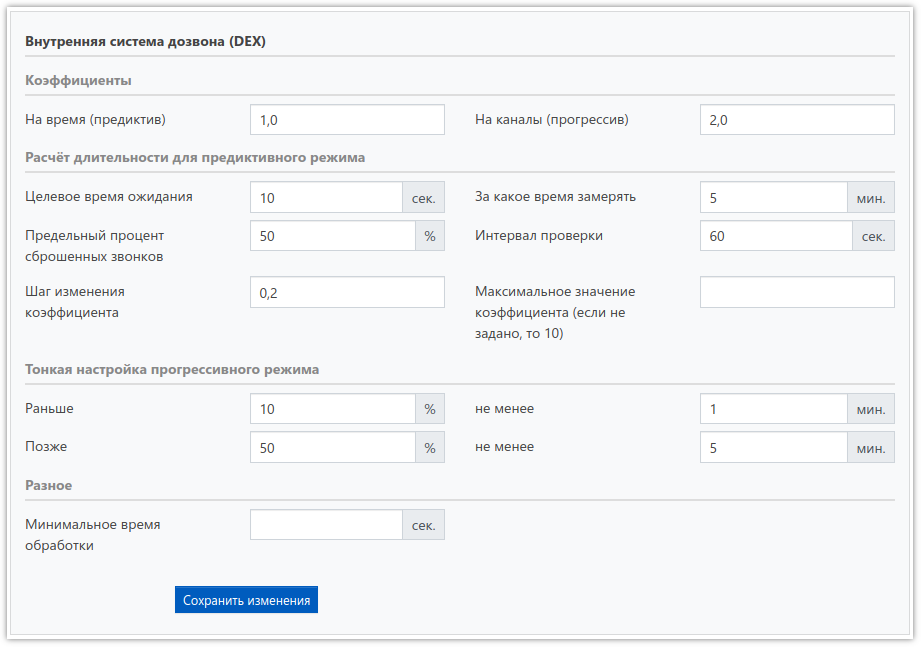 Внутренняя система дозвона (DEX)
Коэффициенты
На время (предиктив) 1,0 На каналы (прогрессив) 2,0
Расчёт длительности для предиктивного режима
Целевое время ожидания 10 сек. За какое время замерять 5 мин.
Предельный процент 50 % Интервал проверки 60 сек.
сброшенных звонков
Шаг изменения 0,2 Максимальное значение
коэффициента коэффициента (если не
задано, то 10)
Тонкая настройка прогрессивного режима
Раньше 10 % не менее 1 мин.
Позже 50 % не менее 5 мин.
Разное
Минимальное время сек.
обработки
Сохранить изменения